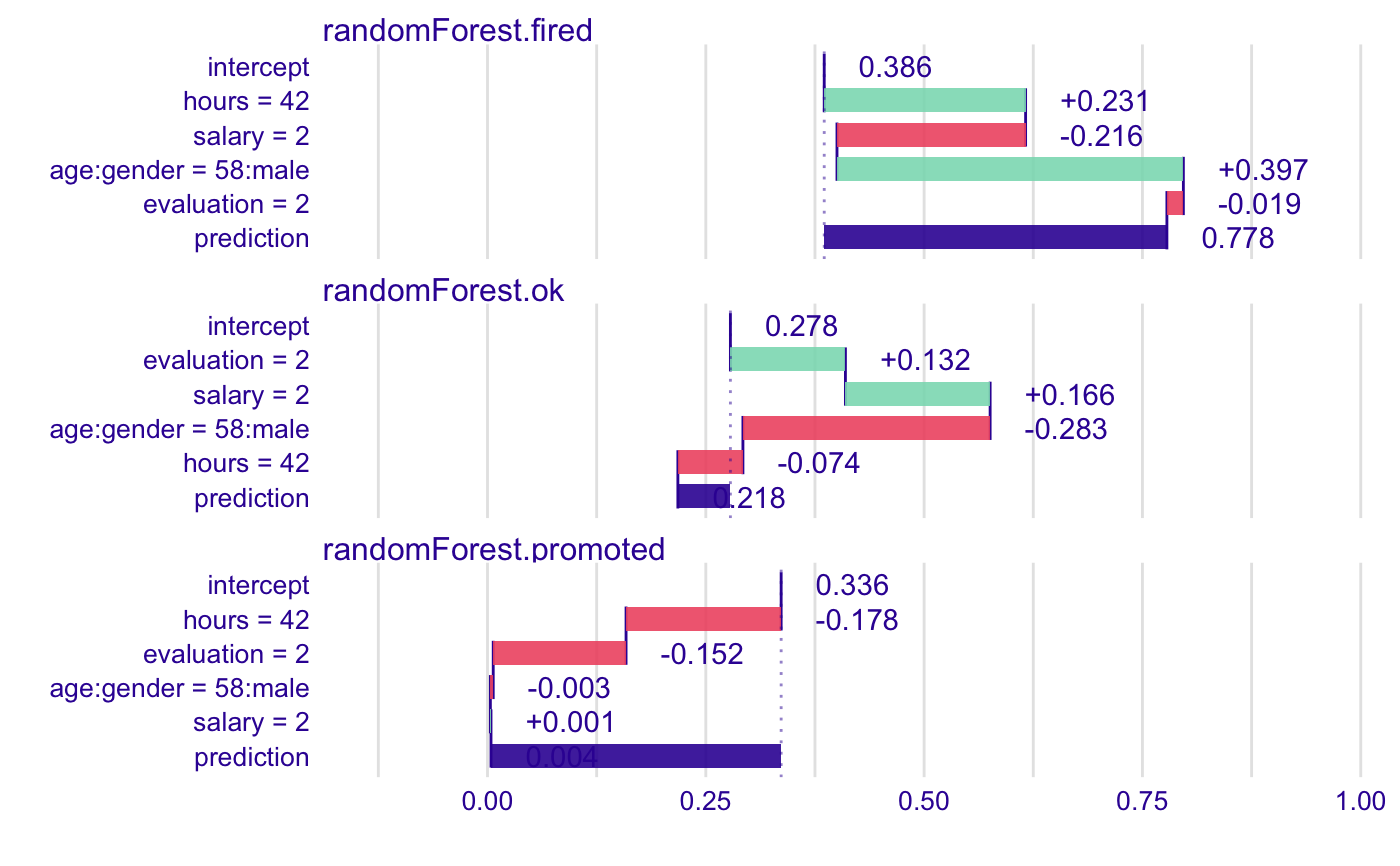 randomForest.fired
intercept 0.386
hours = 42 +0.231
salary = 2 -0.216
age:gender = 58:male +0.397
evaluation = 2 -0.019
prediction 0.778
randomForest.ok
intercept 0.278
evaluation = 2 +0.132
salary = 2 +0.166
age:gender = 58:male -0.283
hours = 42 -0.074
prediction 0.218
randomForest.promoted
intercept 0.336
hours = 42 -0.178
evaluation = 2 -0.152
age:gender = 58:male -0.003
salary = 2 +0.001
prediction 0.004
0.00 0.25 0.50 0.75 1.00